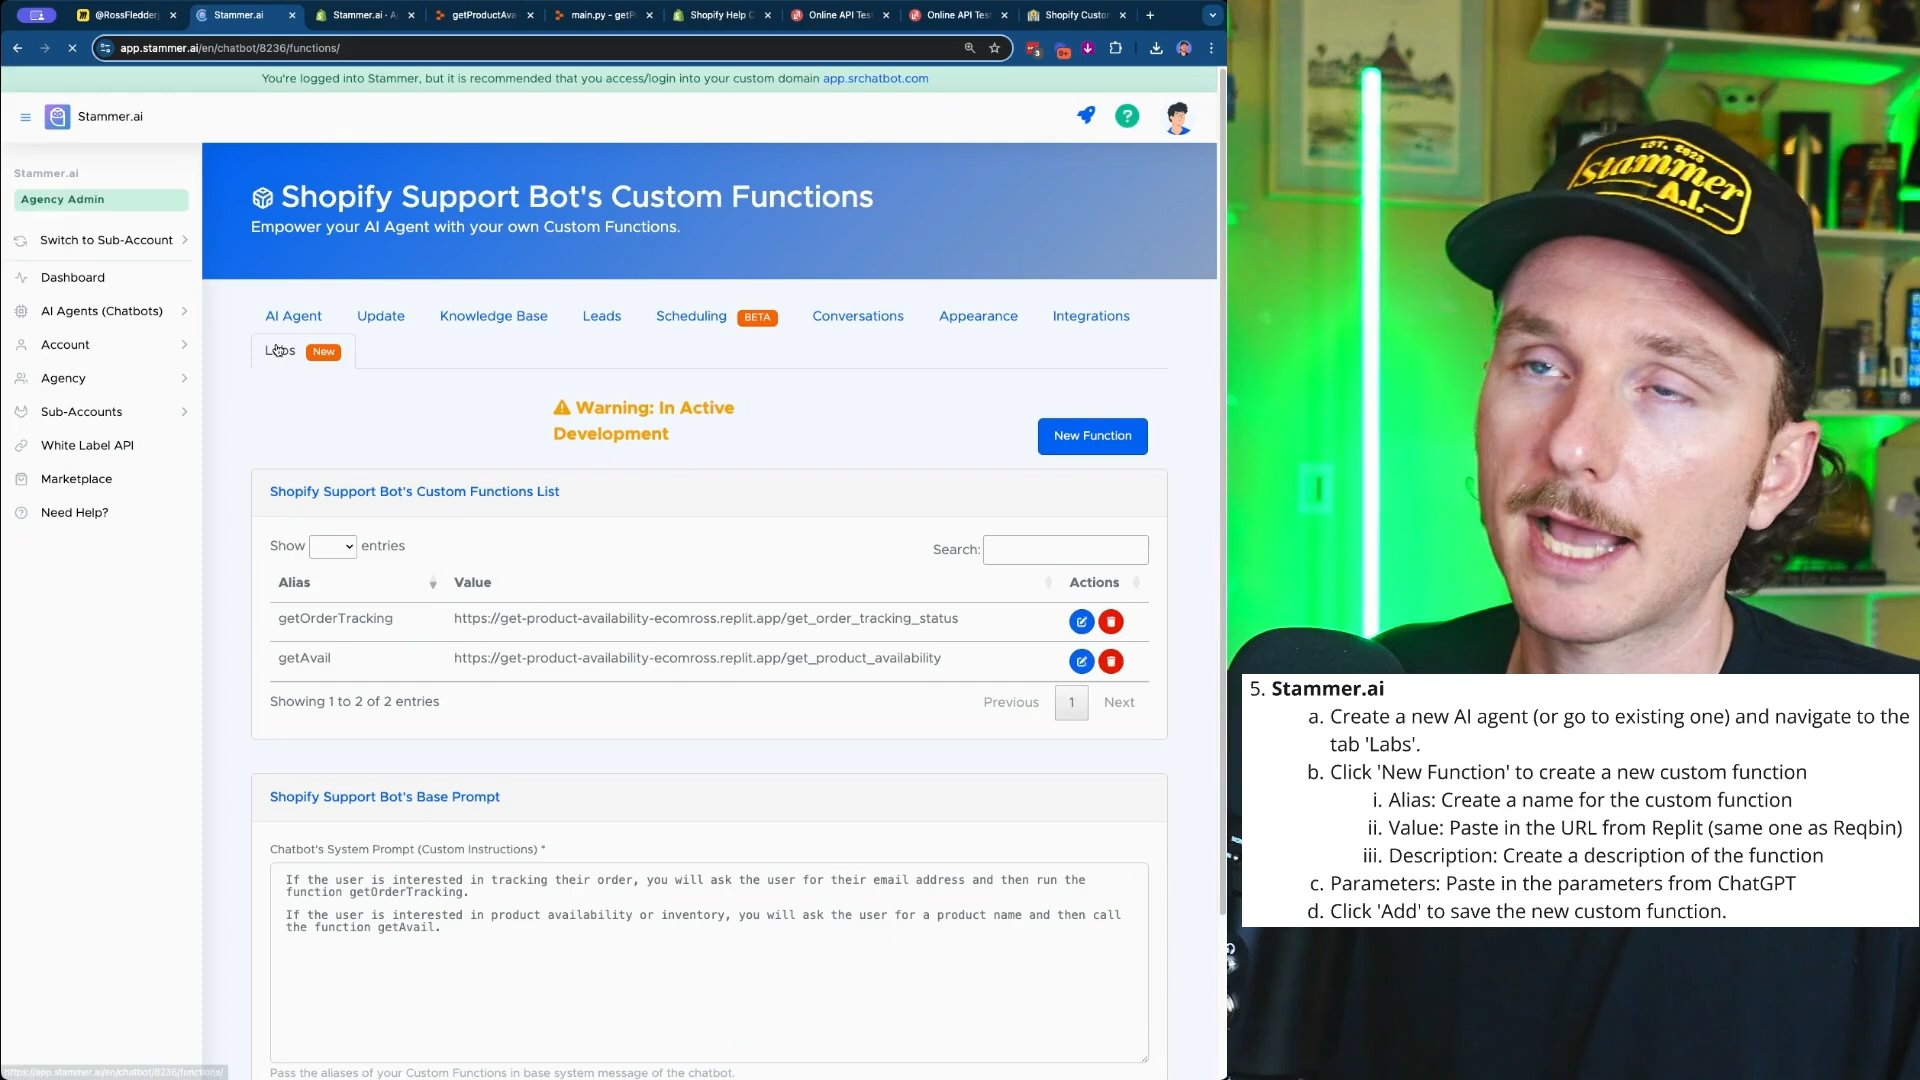 @RossFledderj
Stammer.ai
Stammer.ai · A
getProductAva
main.py - getP
Shopify Help C
Online API Tes
Online API Tes
Shopify Custo
app.stammer.ai/en/chatbot/8236/functions/
You're logged into Stammer, but it is recommended that you access/login into your custom domain app.srchatbot.com
Stammer.ai
?
Stammer.ai
Agency Admin
Switch to Sub-Account
Dashboard
AI Agents (Chatbots)
Account
Agency
Sub-Accounts
White Label API
Marketplace
Need Help?
Shopify Support Bot's Custom Functions
Empower your AI Agent with your own Custom Functions.
AI Agent Update Knowledge Base Leads Scheduling BETA Conversations Appearance Integrations
Labs New
Warning: In Active
Development
New Function
Shopify Support Bot's Custom Functions List
Show entries
Search:
Alias Value Actions
getOrderTracking https://get-product-availability-ecomross.replit.app/get_order_tracking_status
getAvail https://get-product-availability-ecomross.replit.app/get_product_availability
Showing 1 to 2 of 2 entries
Previous 1 Next
Shopify Support Bot's Base Prompt
Chatbot's System Prompt (Custom Instructions) *
If the user is interested in tracking their order, you will ask the user for their email address and then run the
function getOrderTracking.
If the user is interested in product availability or inventory, you will ask the user for a product name and then call
the function getAvail.
Pass the aliases of your Custom Functions in base system message of the chatbot.
https://app.stammer.ai/en/chatbot/8236/functions/
EST. 2023
Stammer
A.I.
5. Stammer.ai
a. Create a new AI agent (or go to existing one) and navigate to the
tab 'Labs'.
b. Click 'New Function' to create a new custom function
i. Alias: Create a name for the custom function
ii. Value: Paste in the URL from Replit (same one as Reqbin)
iii. Description: Create a description of the function
c. Parameters: Paste in the parameters from ChatGPT
d. Click 'Add' to save the new custom function.